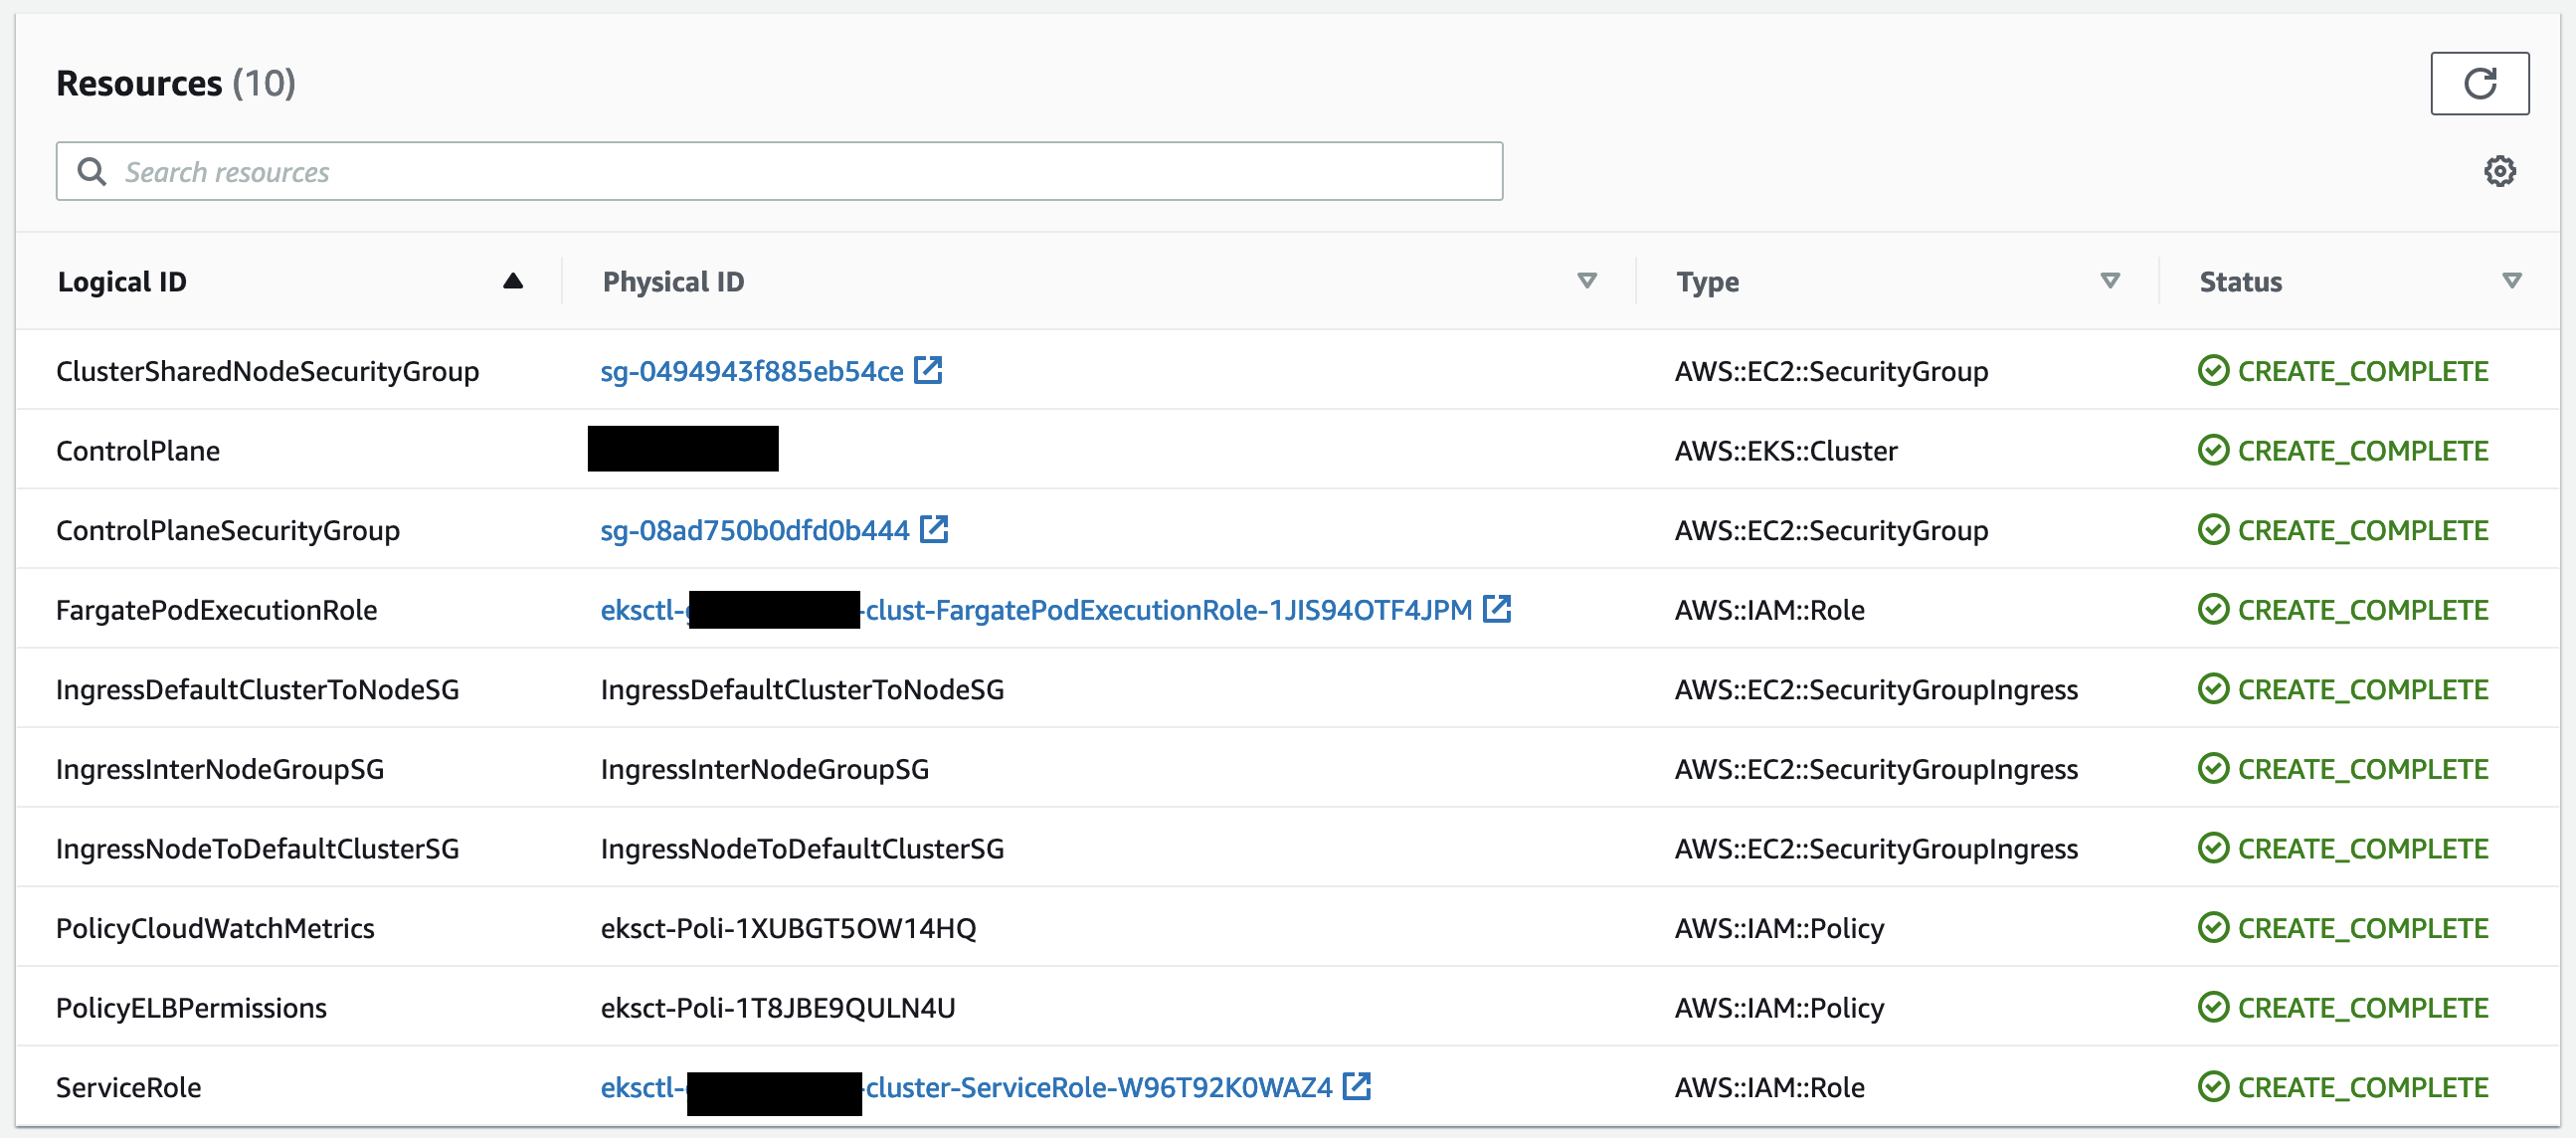 Resources (10)
Search resources
Logical ID Physical ID Type Status
ClusterSharedNodeSecurityGroup sg-0494943f885eb54ce AWS::EC2::SecurityGroup CREATE_COMPLETE
ControlPlane AWS::EKS::Cluster CREATE_COMPLETE
ControlPlaneSecurityGroup sg-08ad750b0dfd0b444 AWS::EC2::SecurityGroup CREATE_COMPLETE
FargatePodExecutionRole eksctl- -clust-FargatePodExecutionRole-1JIS94OTF4JPM AWS::IAM::Role CREATE_COMPLETE
IngressDefaultClusterToNodeSG IngressDefaultClusterToNodeSG AWS::EC2::SecurityGroupIngress CREATE_COMPLETE
IngressInterNodeGroupSG IngressInterNodeGroupSG AWS::EC2::SecurityGroupIngress CREATE_COMPLETE
IngressNodeToDefaultClusterSG IngressNodeToDefaultClusterSG AWS::EC2::SecurityGroupIngress CREATE_COMPLETE
PolicyCloudWatchMetrics eksct-Poli-1XUBGT5OW14HQ AWS::IAM::Policy CREATE_COMPLETE
PolicyELBPermissions eksct-Poli-1T8JBE9QULN4U AWS::IAM::Policy CREATE_COMPLETE
ServiceRole eksctl- -cluster-ServiceRole-W96T92K0WAZ4 AWS::IAM::Role CREATE_COMPLETE